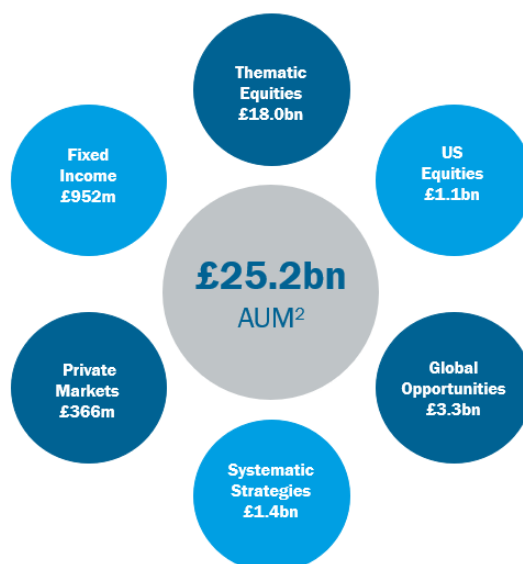 Thematic
Equities
£18.0bn
Fixed
Income
£952m
US
Equities
£1.1bn
£25.2bn
AUM²
Private
Markets
£366m
Global
Opportunities
£3.3bn
Systematic
Strategies
£1.4bn